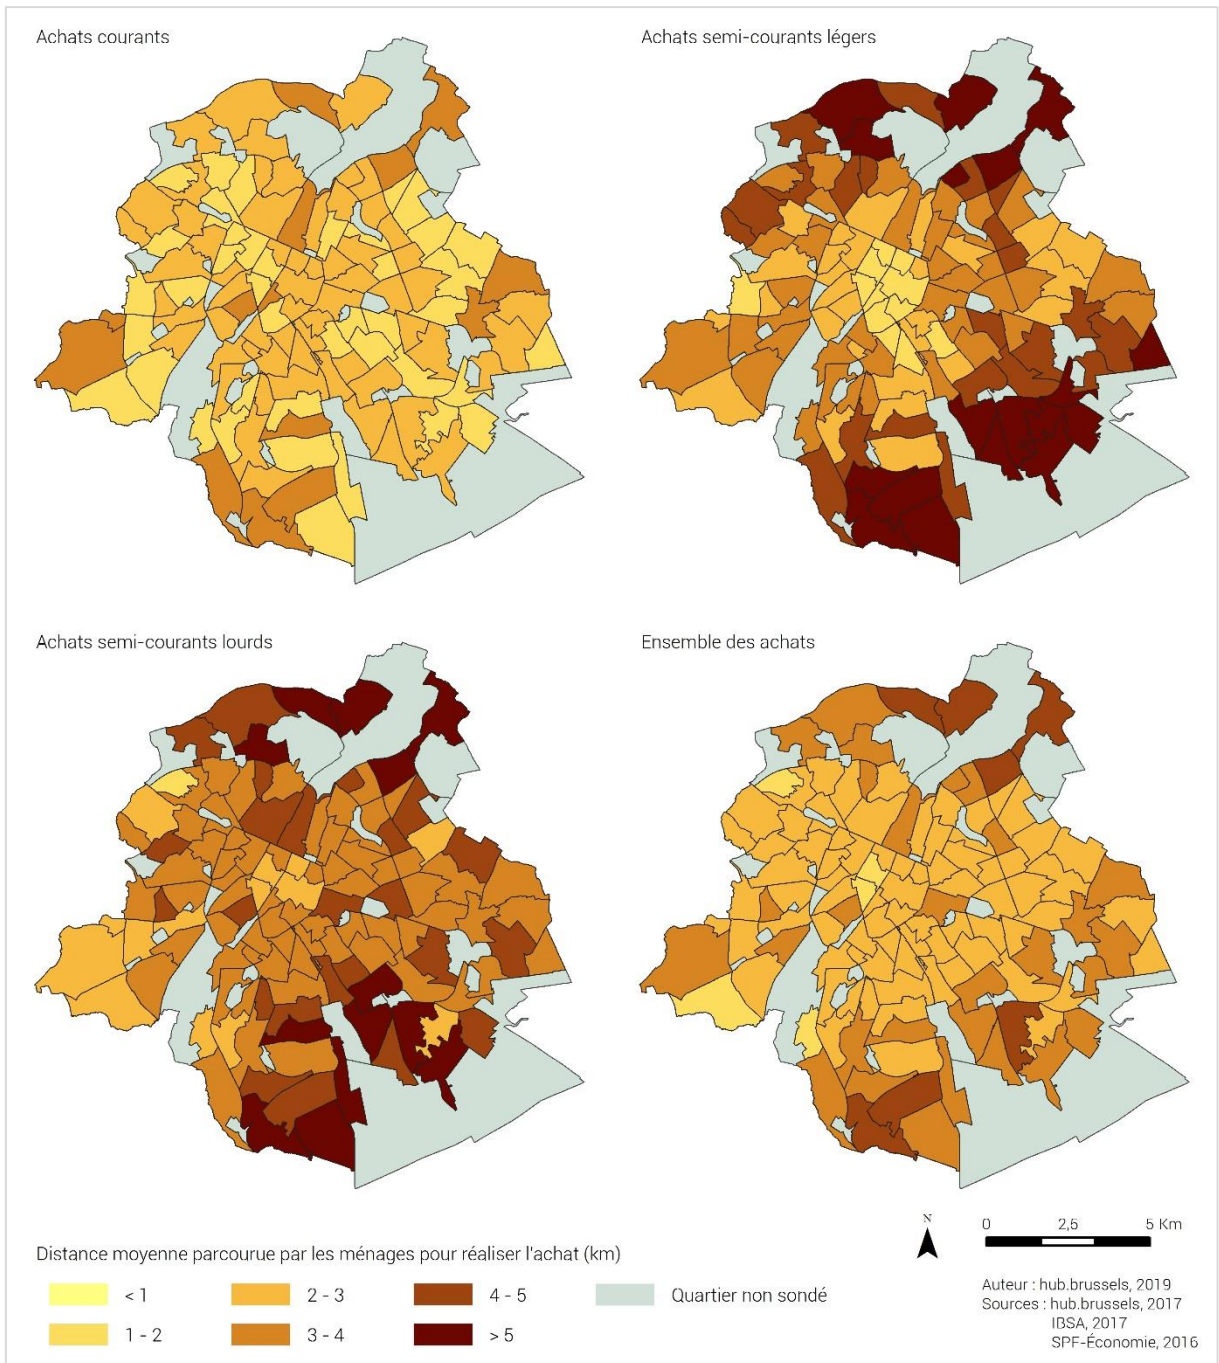 Achats courants
Achats semi-courants légers
Achats semi-courants lourds
Ensemble des achats
N
0 2,5 5 Km
Distance moyenne parcourue par les ménages pour réaliser l'achat (km)
< 1
2 - 3
4 - 5
Quartier non sondé
1 - 2
3 - 4
> 5
Auteur : hub.brussels, 2019
Sources : hub.brussels, 2017
IBSA, 2017
SPF-Économie, 2016